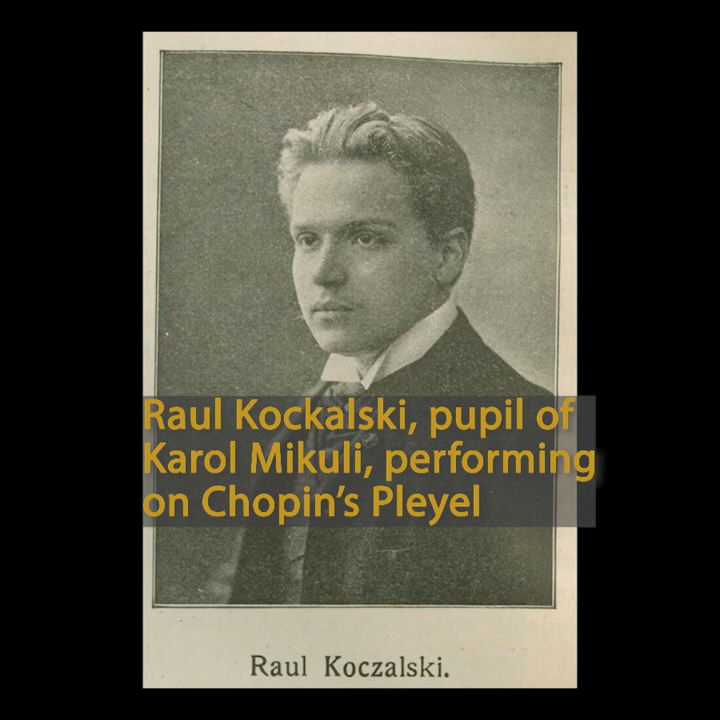 Raul Kockalski, pupil of
Karol Mikuli, performing
on Chopin’s Pleyel
Raul Koczalski.